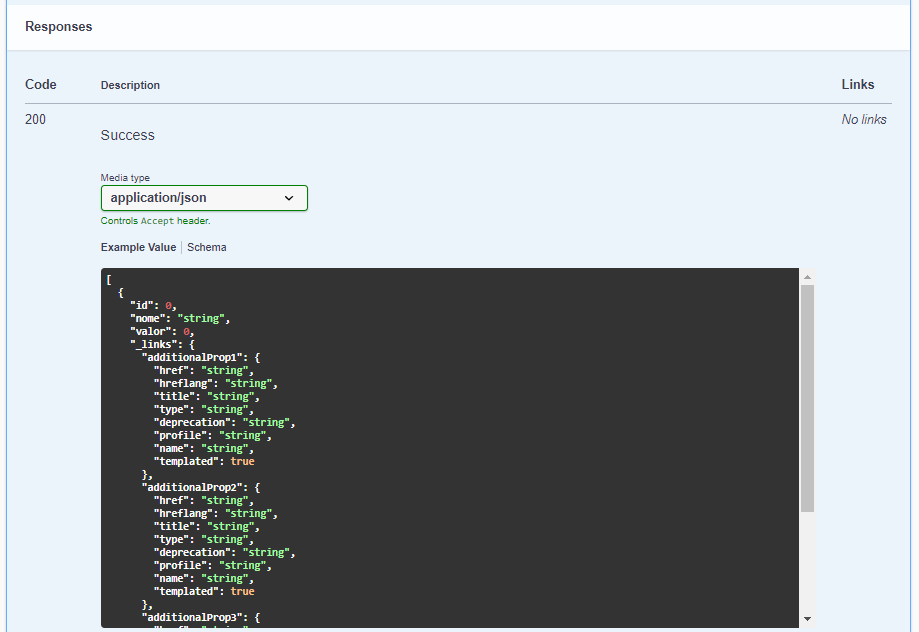 Responses
Code Description Links
200 Success No links
Media type
application/json
Controls Accept header.
Example Value Schema
[
  {
    "id": 0,
    "nome": "string",
    "valor": 0,
    "_links": {
      "additionalProp1": {
        "href": "string",
        "hreflang": "string",
        "title": "string",
        "type": "string",
        "deprecation": "string",
        "profile": "string",
        "name": "string",
        "templated": true
      },
      "additionalProp2": {
        "href": "string",
        "hreflang": "string",
        "title": "string",
        "type": "string",
        "deprecation": "string",
        "profile": "string",
        "name": "string",
        "templated": true
      },
      "additionalProp3": {